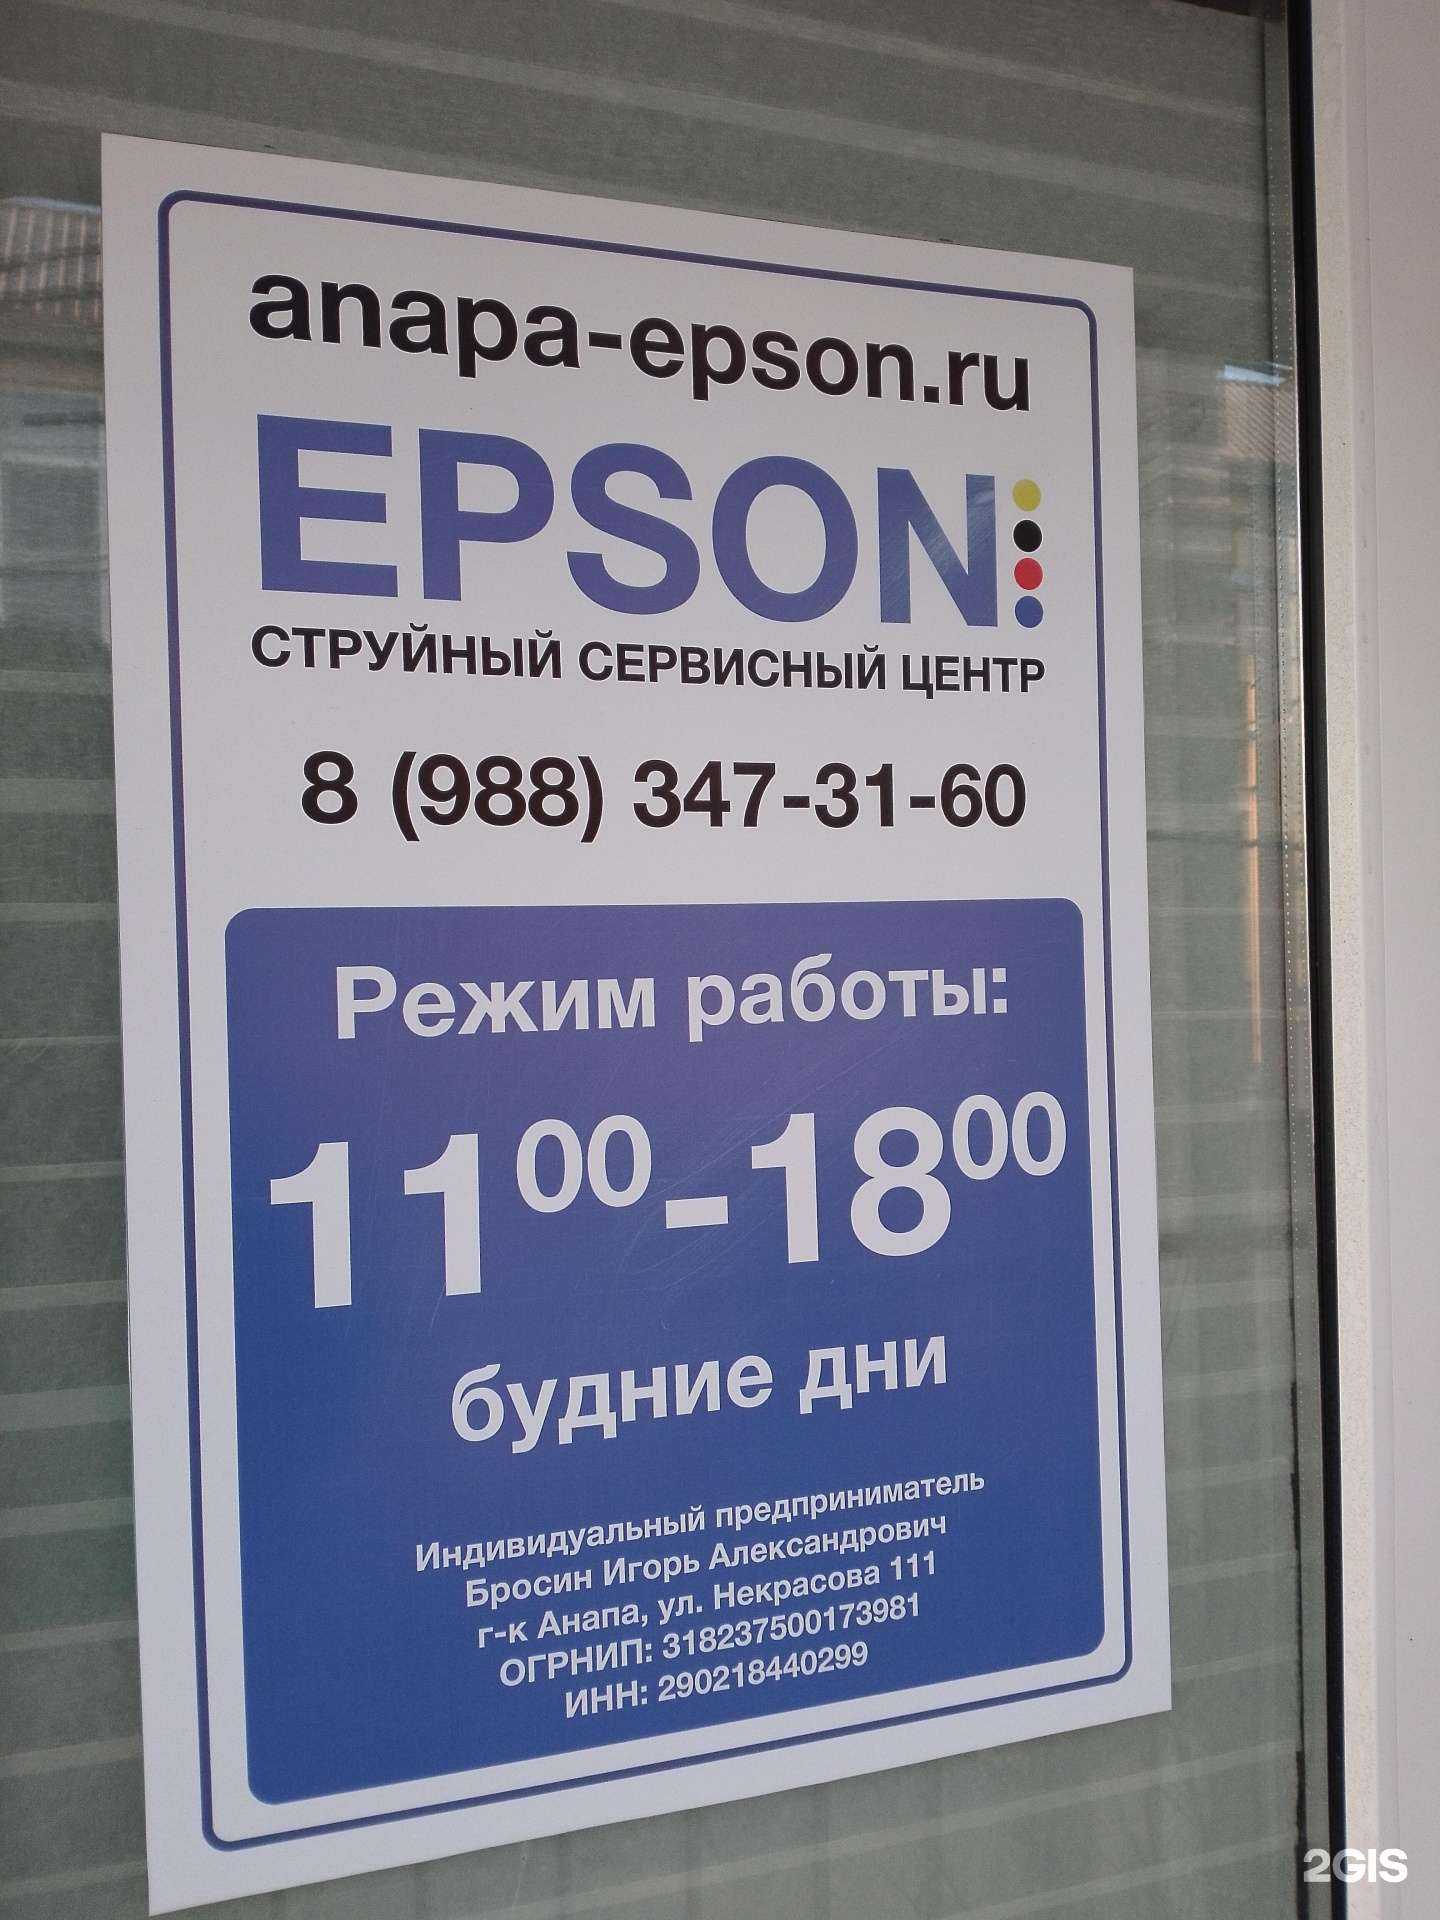 anapa-epson.ru
EPSON
СТРУЙНЫЙ СЕРВИСНЫЙ ЦЕНТР
8 (988) 347-31-60
Режим работы:
11⁰⁰-18⁰⁰
будние дни
Индивидуальный предприниматель
Бросин Игорь Александрович
г-к Анапа, ул. Некрасова 111
ОГРНИП: 318237500173981
ИНН: 290218440299
2GIS